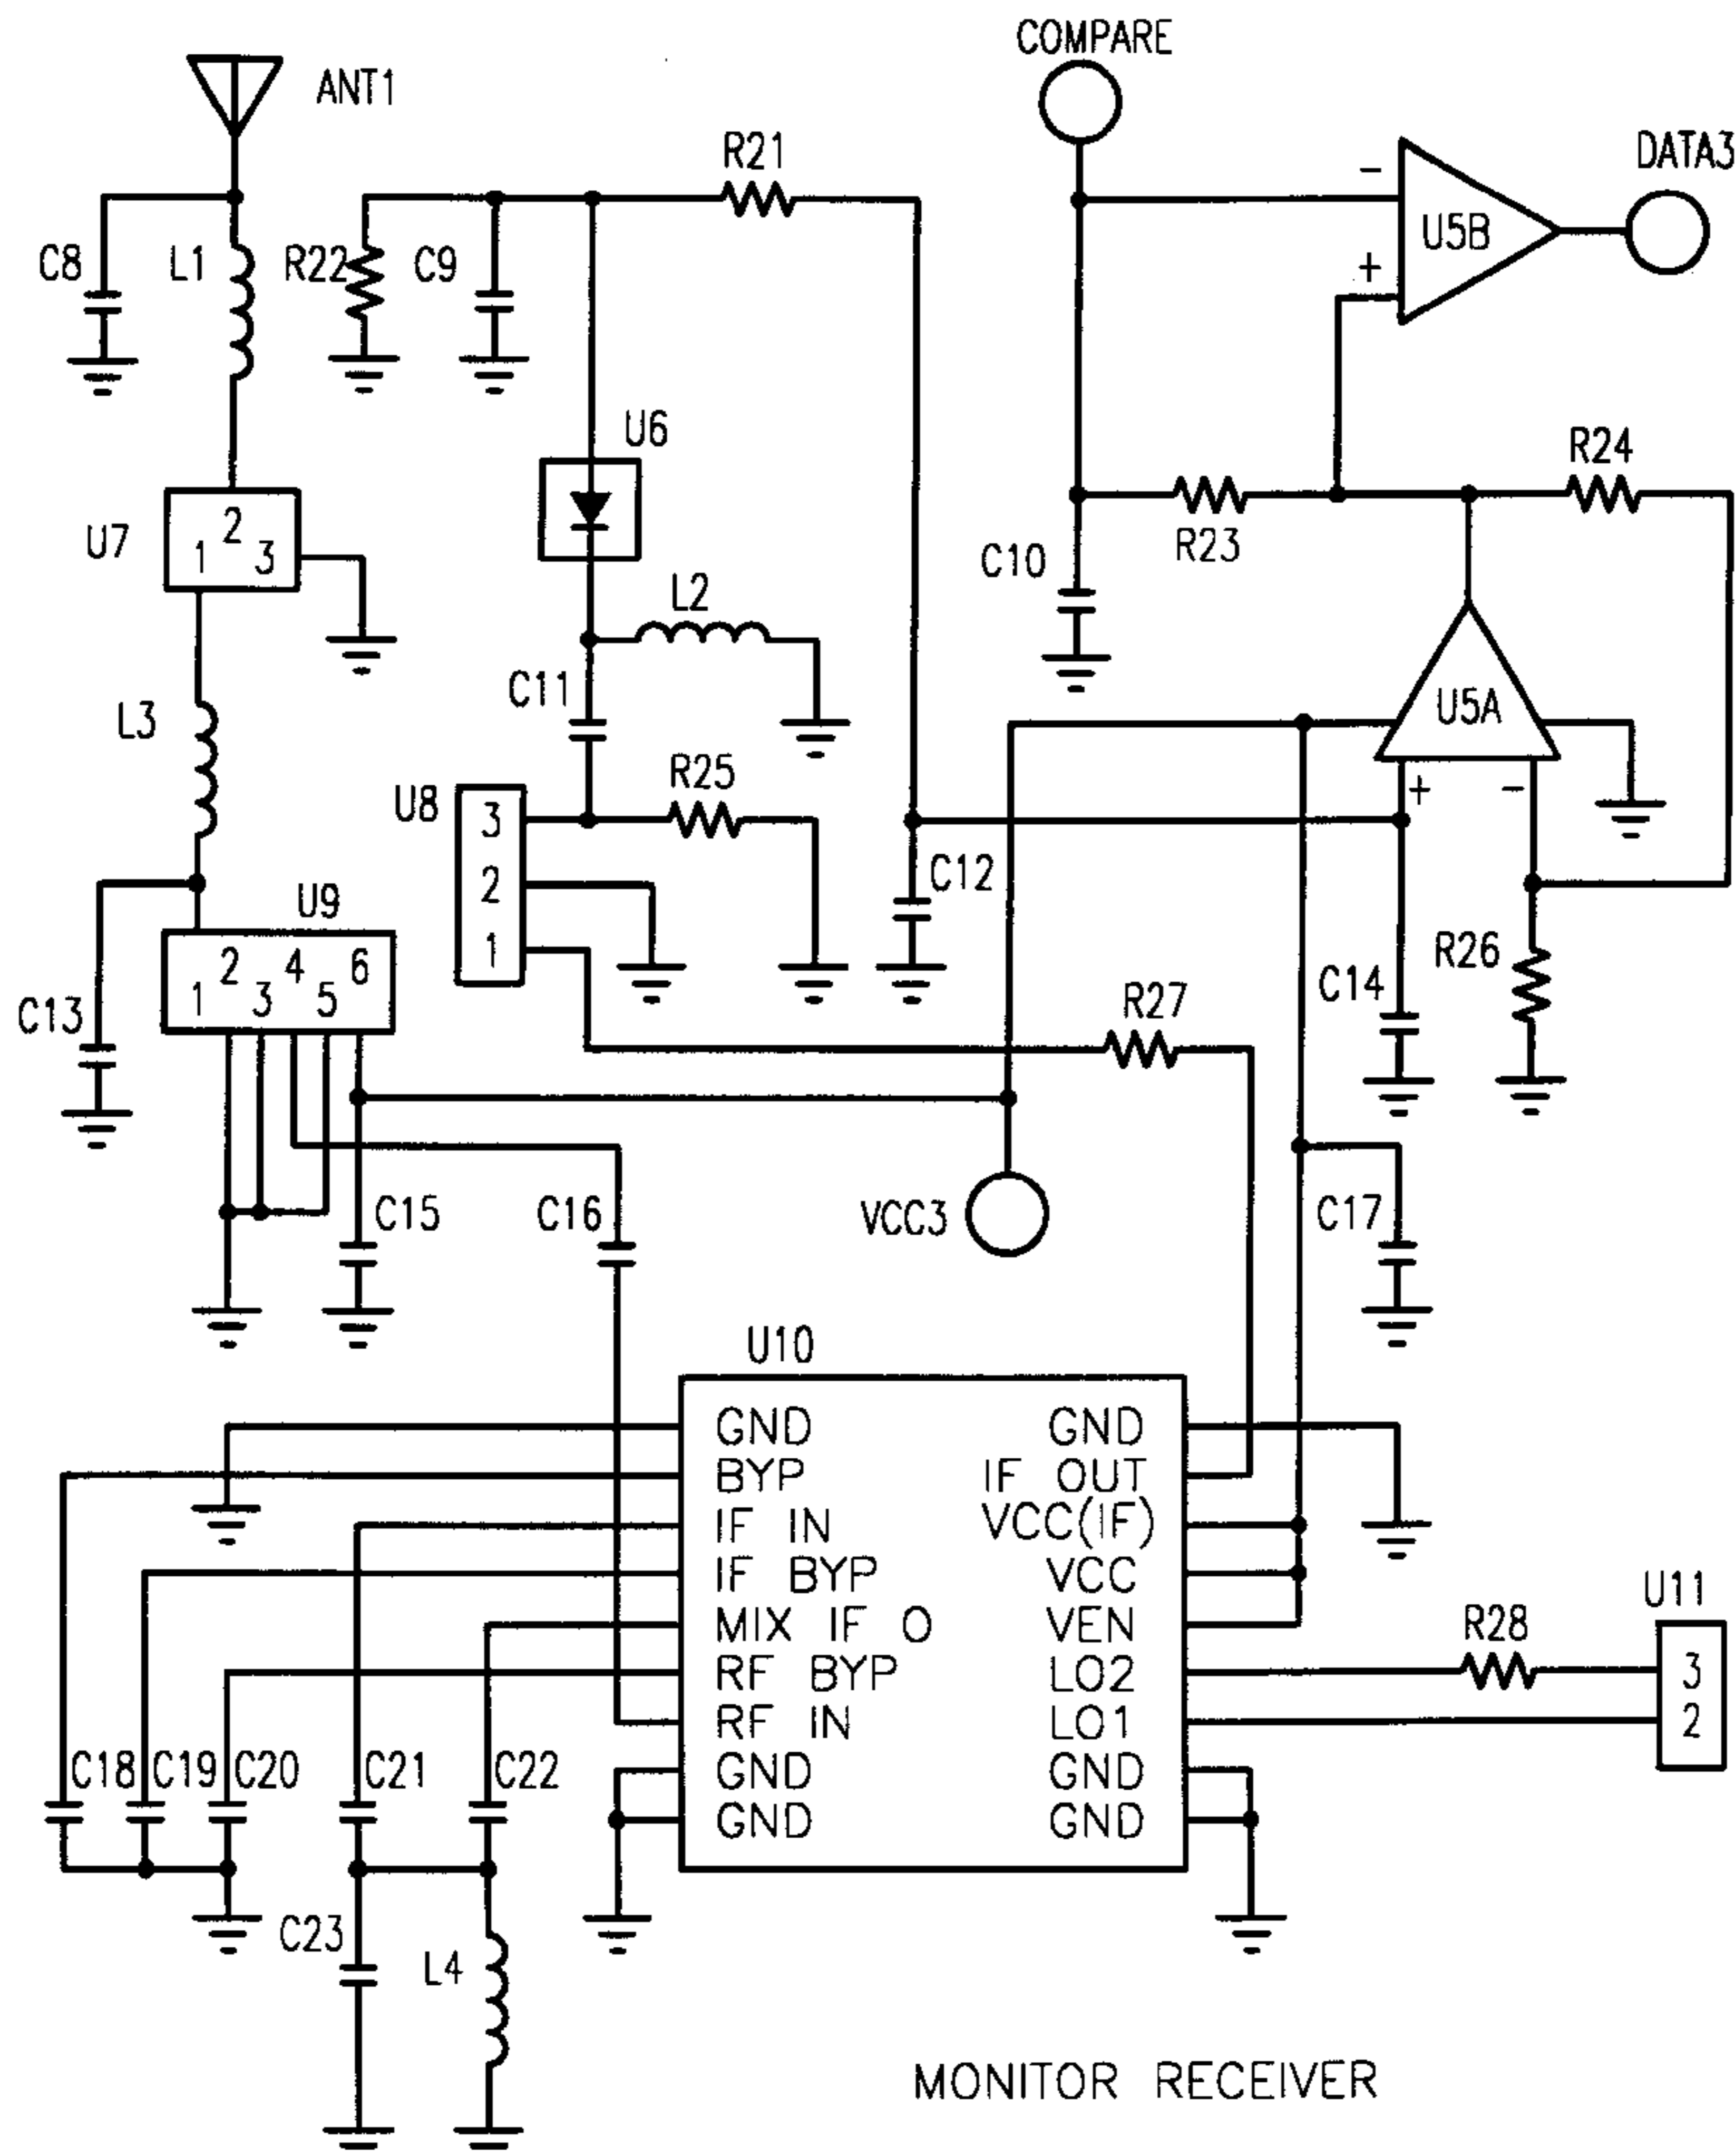 COMPARE
ANT1
R21
DATA3
-
U5B
+
C8
L1
R22
C9
U6
R24
U7
1 2 3
R23
C10
L2
C11
L3
U5A
R25
U8
3
+ -
2
C12
U9
1
R26
1 2 3 4 5 6
C14
C13
R27
C15
C16
VCC3
C17
U10
GND GND
BYP IF OUT
IF IN VCC(IF)
IF BYP VCC
MIX IF O VEN
RF BYP LO2
RF IN LO1
GND GND
GND GND
U11
R28
3
2
C18 C19 C20 C21 C22
C23
L4
MONITOR RECEIVER